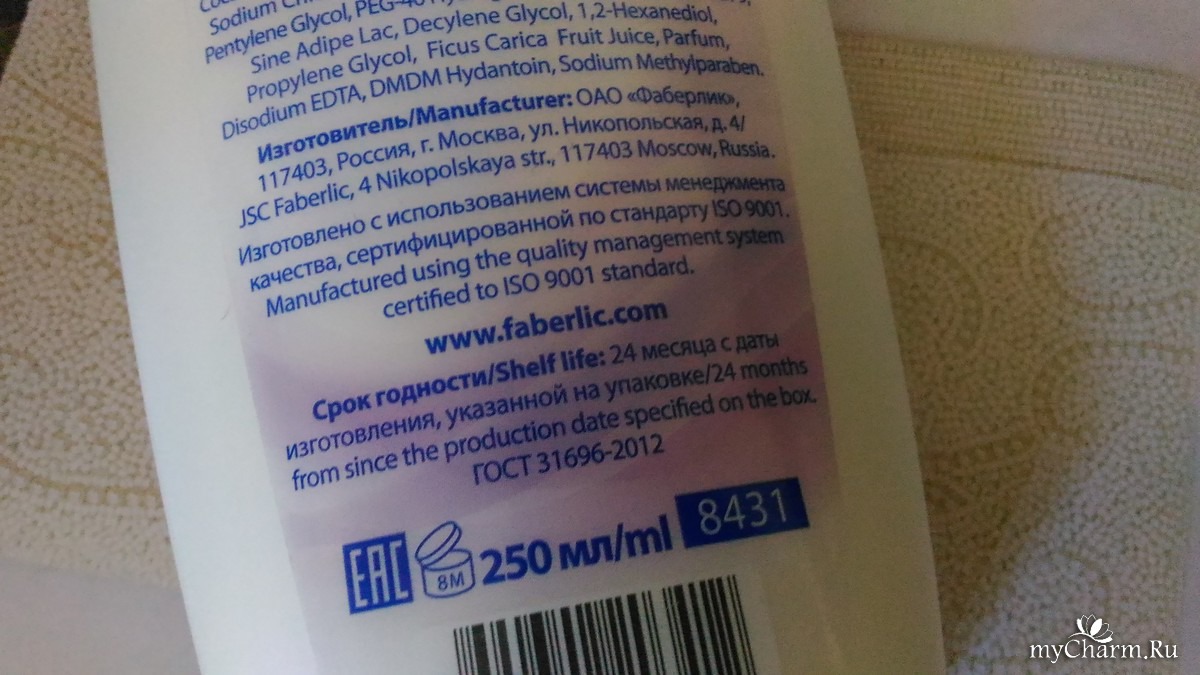 Sodium
Pentylene Glycol, PEG-40
Sine Adipe Lac, Decylene Glycol, 1,2-Hexanediol,
Propylene Glycol, Ficus Carica Fruit Juice, Parfum,
Disodium EDTA, DMDM Hydantoin, Sodium Methylparaben.
Изготовитель/Manufacturer: ОАО «Фаберлик»,
117403, Россия, г. Москва, ул. Никопольская, д. 4/
JSC Faberlic, 4 Nikopolskaya str., 117403 Moscow, Russia.
Изготовлено с использованием системы менеджмента
качества, сертифицированной по стандарту ISO 9001.
Manufactured using the quality management system
certified to ISO 9001 standard.
www.faberlic.com
Срок годности/Shelf life: 24 месяца с даты
изготовления, указанной на упаковке/24 months
from since the production date specified on the box.
ГОСТ 31696-2012
EAC 8M 250 мл/ml 8431
myCharm.Ru